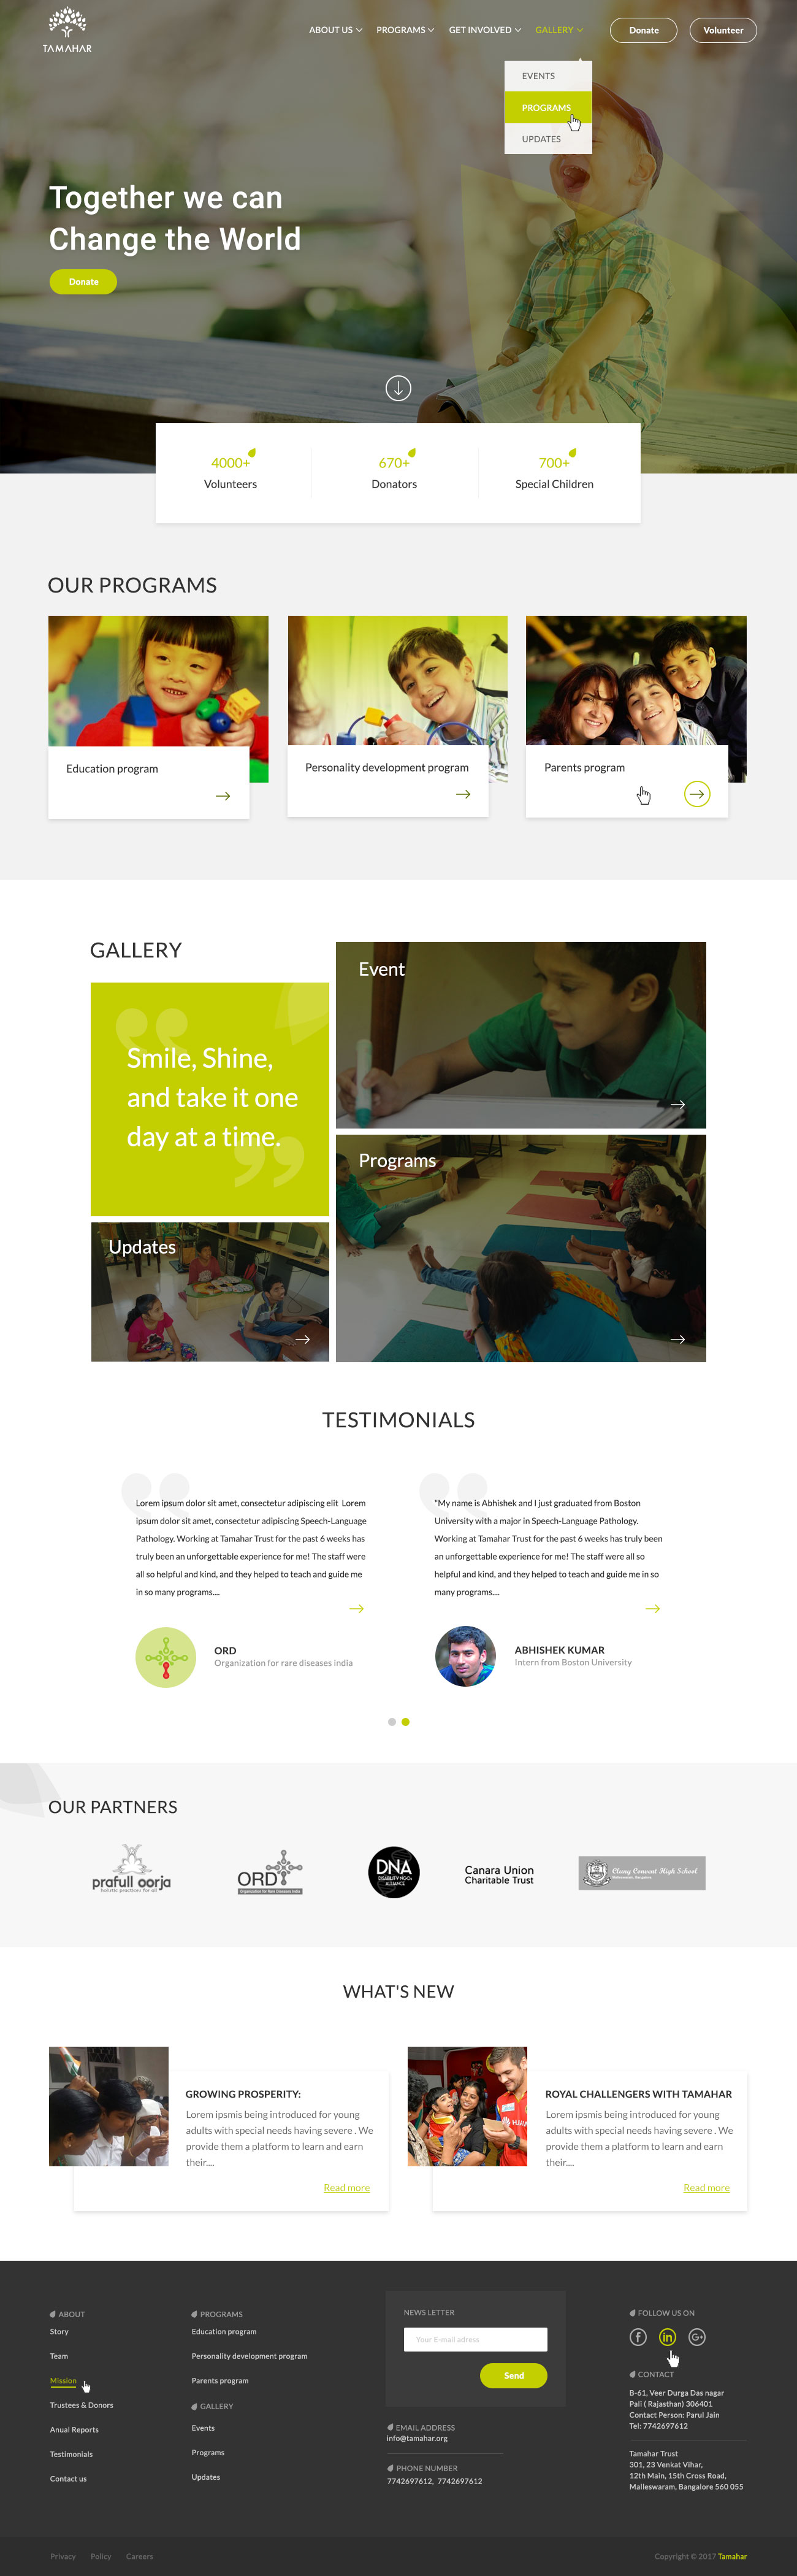 TAMAHAR
ABOUT US
PROGRAMS
GET INVOLVED
GALLERY
Donate
Volunteer
EVENTS
PROGRAMS
UPDATES
Together we can
Change the World
Donate
4000+
Volunteers
670+
Donators
700+
Special Children
OUR PROGRAMS
Education program
Personality development program
Parents program
GALLERY
“
Smile, Shine,
and take it one
day at a time.
”
Event
Programs
Updates
TESTIMONIALS
“
Lorem ipsum dolor sit amet, consectetur adipiscing elit Lorem
ipsum dolor sit amet, consectetur adipiscing Speech-Language
Pathology. Working at Tamahar Trust for the past 6 weeks has
truly been an unforgettable experience for me! The staff were
all so helpful and kind, and they helped to teach and guide me
in so many programs....
ORD
Organization for rare diseases india
“
"My name is Abhishek and I just graduated from Boston
University with a major in Speech-Language Pathology.
Working at Tamahar Trust for the past 6 weeks has truly been
an unforgettable experience for me! The staff were all so
helpful and kind, and they helped to teach and guide me in so
many programs....
ABHISHEK KUMAR
Intern from Boston University
OUR PARTNERS
prafull oorja
holistic practices for all
ORD
Organization for Rare Diseases India
DNA
DISABILITY NGOs
ALLIANCE
Canara Union
Charitable Trust
Cluny Convent High School
WHAT'S NEW
GROWING PROSPERITY:
Lorem ipsmis being introduced for young
adults with special needs having severe . We
provide them a platform to learn and earn
their....
Read more
ROYAL CHALLENGERS WITH TAMAHAR
Lorem ipsmis being introduced for young
adults with special needs having severe . We
provide them a platform to learn and earn
their....
Read more
ABOUT
Story
Team
Mission
Trustees & Donors
Anual Reports
Testimonials
Contact us
PROGRAMS
Education program
Personality development program
Parents program
GALLERY
Events
Programs
Updates
NEWS LETTER
Your E-mail adress
Send
EMAIL ADDRESS
info@tamahar.org
PHONE NUMBER
7742697612, 7742697612
FOLLOW US ON
f
in
G+
CONTACT
B-61, Veer Durga Das nagar
Pali ( Rajasthan) 306401
Contact Person: Parul Jain
Tel: 7742697612
Tamahar Trust
301, 23 Venkat Vihar,
12th Main, 15th Cross Road,
Malleswaram, Bangalore 560 055
Privacy
Policy
Careers
Copyright © 2017 Tamahar